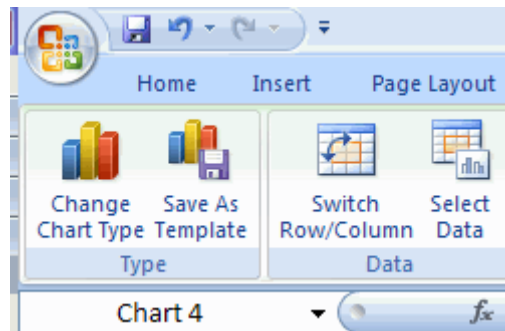 Home Insert Page Layout
Change Save As Switch Select
Chart Type Template Row/Column Data
Type Data
Chart 4 fx